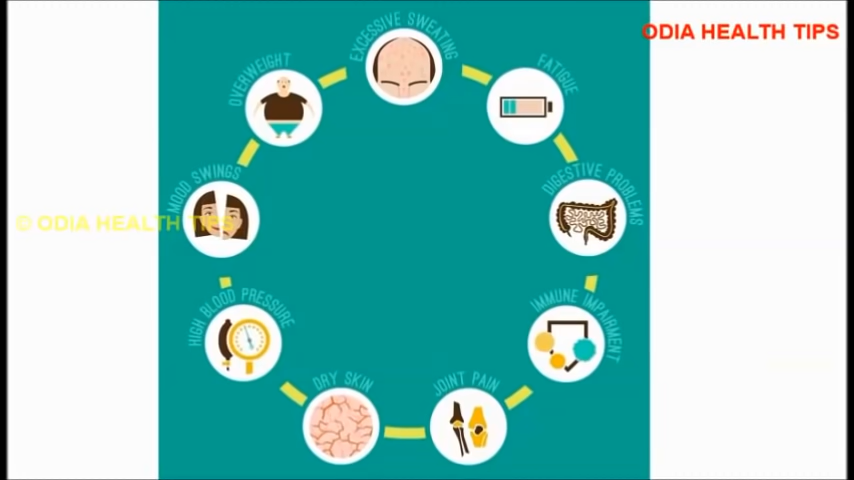 ODIA HEALTH TIPS
EXCESSIVE SWEATING
OVERWEIGHT
FATIGUE
MOOD SWINGS
DIGESTIVE PROBLEMS
© ODIA HEALTH TIPS
HIGH BLOOD PRESSURE
IMMUNE IMPAIRMENT
DRY SKIN
JOINT PAIN